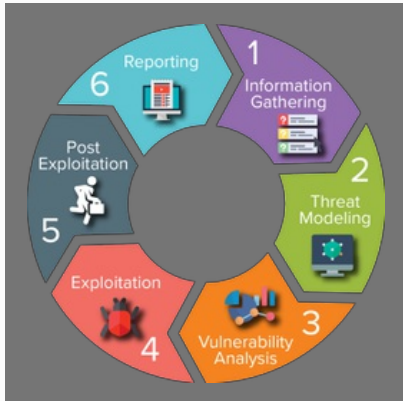 1
Information
Gathering
2
Threat
Modeling
3
Vulnerability
Analysis
Exploitation
4
Post
Exploitation
5
6
Reporting